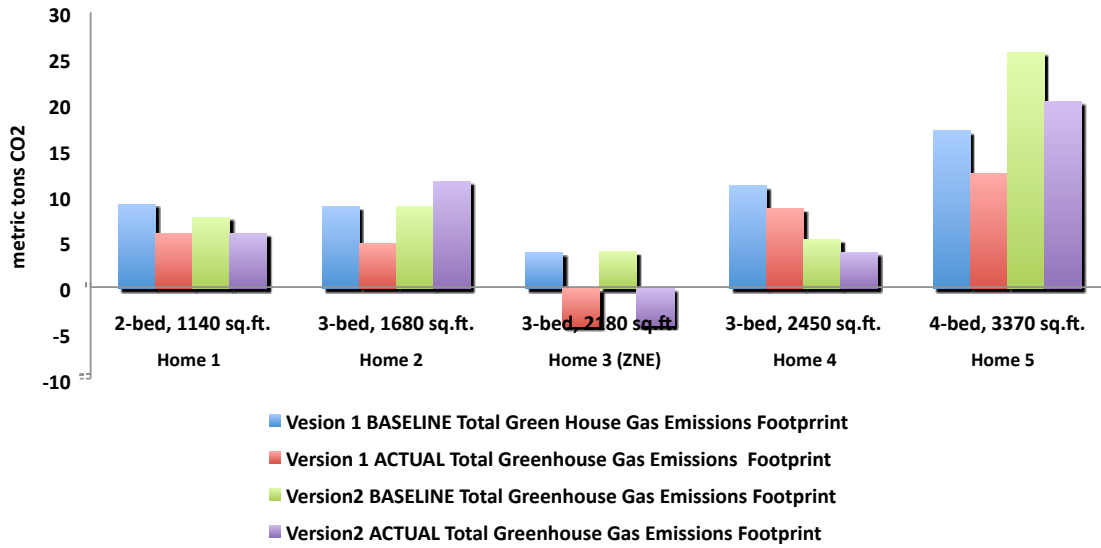 30
25
20
15
10
5
0
-5
-10
metric tons CO2
2-bed, 1140 sq.ft.
3-bed, 1680 sq.ft.
3-bed, 2180 sq.ft.
3-bed, 2450 sq.ft.
4-bed, 3370 sq.ft.
Home 1
Home 2
Home 3 (ZNE)
Home 4
Home 5
Vesion 1 BASELINE Total Green House Gas Emissions Footprrint
Version 1 ACTUAL Total Greenhouse Gas Emissions Footprint
Version2 BASELINE Total Greenhouse Gas Emissions Footprint
Version2 ACTUAL Total Greenhouse Gas Emissions Footprint